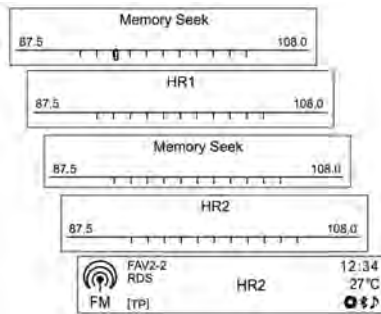 Memory Seek
87.5 108.0
HR1
87.5 108.0
Memory Seek
87.5 108.0
HR2
87.5 108.0
FAV2-2 12:34
RDS HR2 27°C
FM [TP]